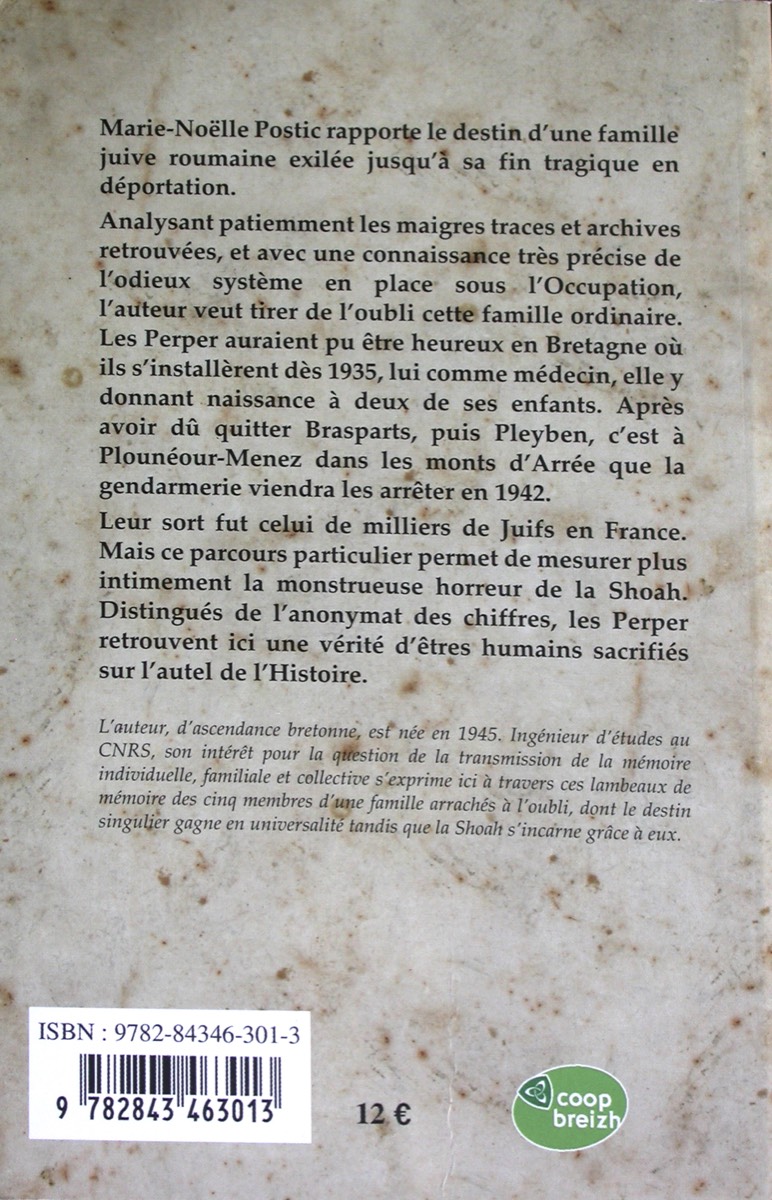 Marie-Noëlle Postic rapporte le destin d'une famille
juive roumaine exilée jusqu'à sa fin tragique en
déportation.
Analysant patiemment les maigres traces et archives
retrouvées, et avec une connaissance très précise de
l'odieux système en place sous l'Occupation,
l'auteur veut tirer de l'oubli cette famille ordinaire.
Les Perper auraient pu être heureux en Bretagne où
ils s'installèrent dès 1935, lui comme médecin, elle y
donnant naissance à deux de ses enfants. Après
avoir dû quitter Brasparts, puis Pleyben, c'est à
Plounéour-Menez dans les monts d'Arrée que la
gendarmerie viendra les arrêter en 1942.
Leur sort fut celui de milliers de Juifs en France.
Mais ce parcours particulier permet de mesurer plus
intimement la monstrueuse horreur de la Shoah.
Distingués de l'anonymat des chiffres, les Perper
retrouvent ici une vérité d'êtres humains sacrifiés
sur l'autel de l'Histoire.
L'auteur, d'ascendance bretonne, est née en 1945. Ingénieur d'études au
CNRS, son intérêt pour la question de la transmission de la mémoire
individuelle, familiale et collective s'exprime ici à travers ces lambeaux de
mémoire des cinq membres d'une famille arrachés à l'oubli, dont le destin
singulier gagne en universalité tandis que la Shoah s'incarne grâce à eux.
ISBN : 9782-84346-301-3
9 782843 463013
12 €
coop
breizh